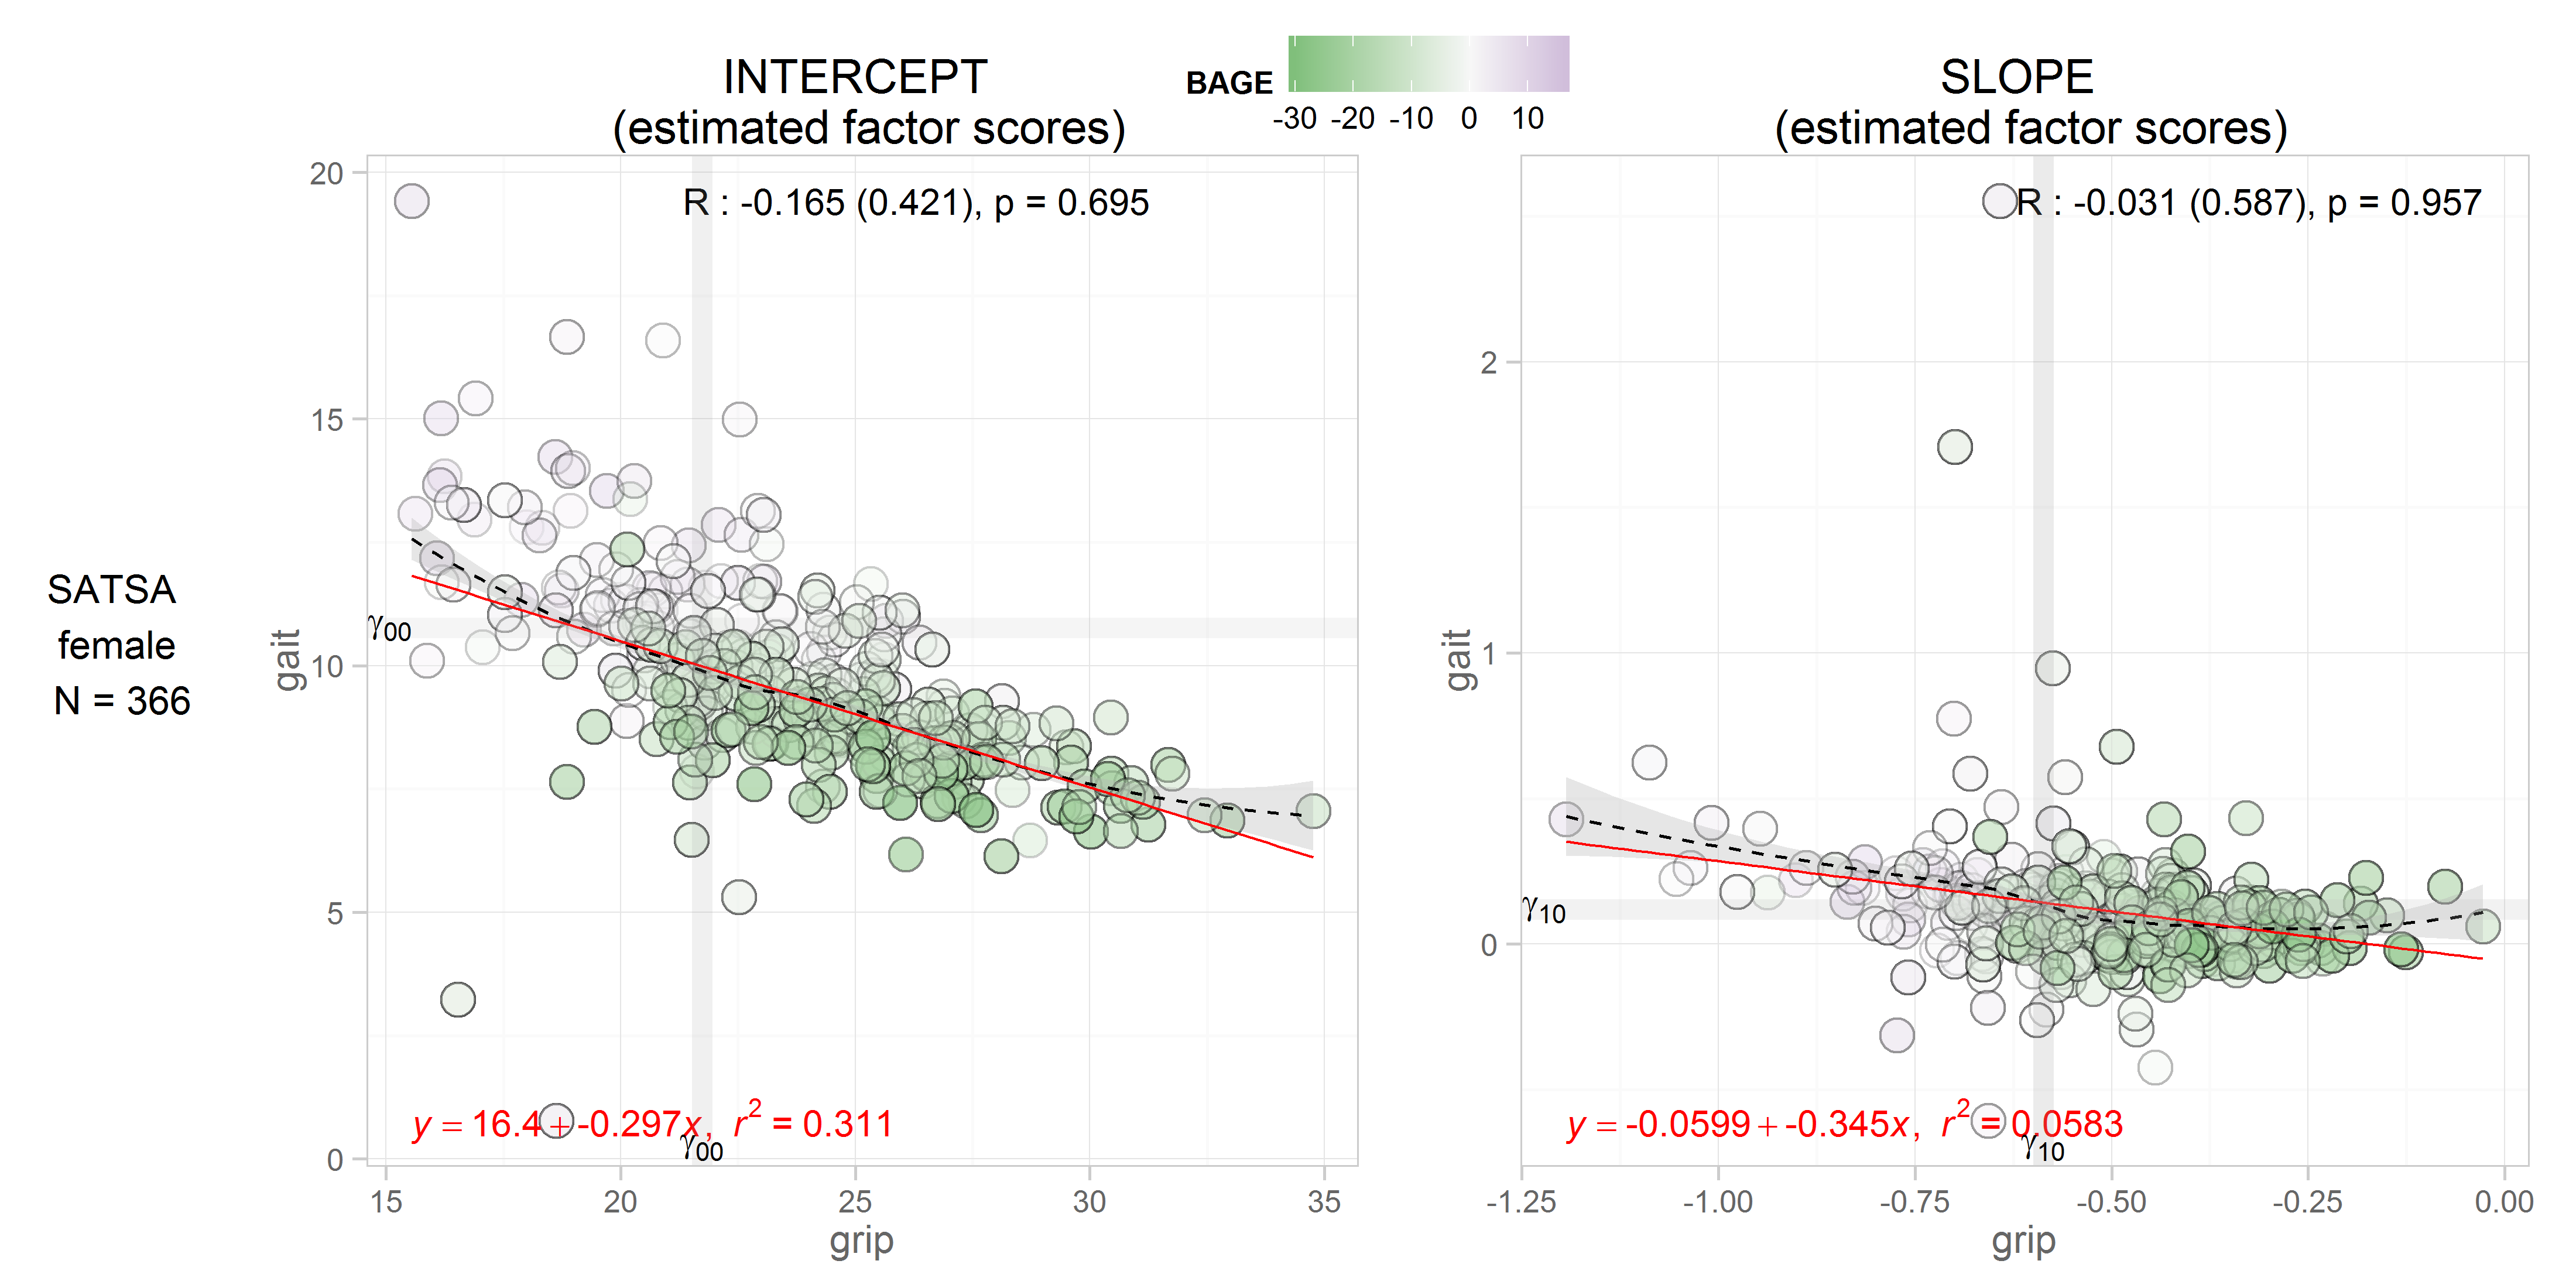 BAGE
-30 -20 -10 0 10
INTERCEPT
(estimated factor scores)
SLOPE
(estimated factor scores)
SATSA
female
N = 366
20
15
10
5
0
gait
R : -0.165 (0.421), p = 0.695
γ00
y = 16.4 + -0.297x, r² = 0.311
γ00
15 20 25 30 35
grip
2
1
0
gait
R : -0.031 (0.587), p = 0.957
γ10
y = -0.0599 + -0.345x, r² = 0.0583
γ10
-1.25 -1.00 -0.75 -0.50 -0.25 0.00
grip